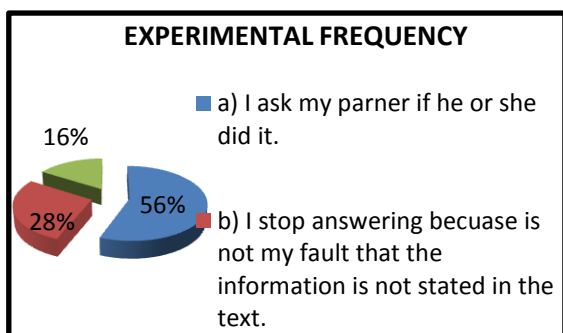 EXPERIMENTAL FREQUENCY
a) I ask my parner if he or she
did it.
16%
56%
28%
b) I stop answering becuase is
not my fault that the
information is not stated in the
text.